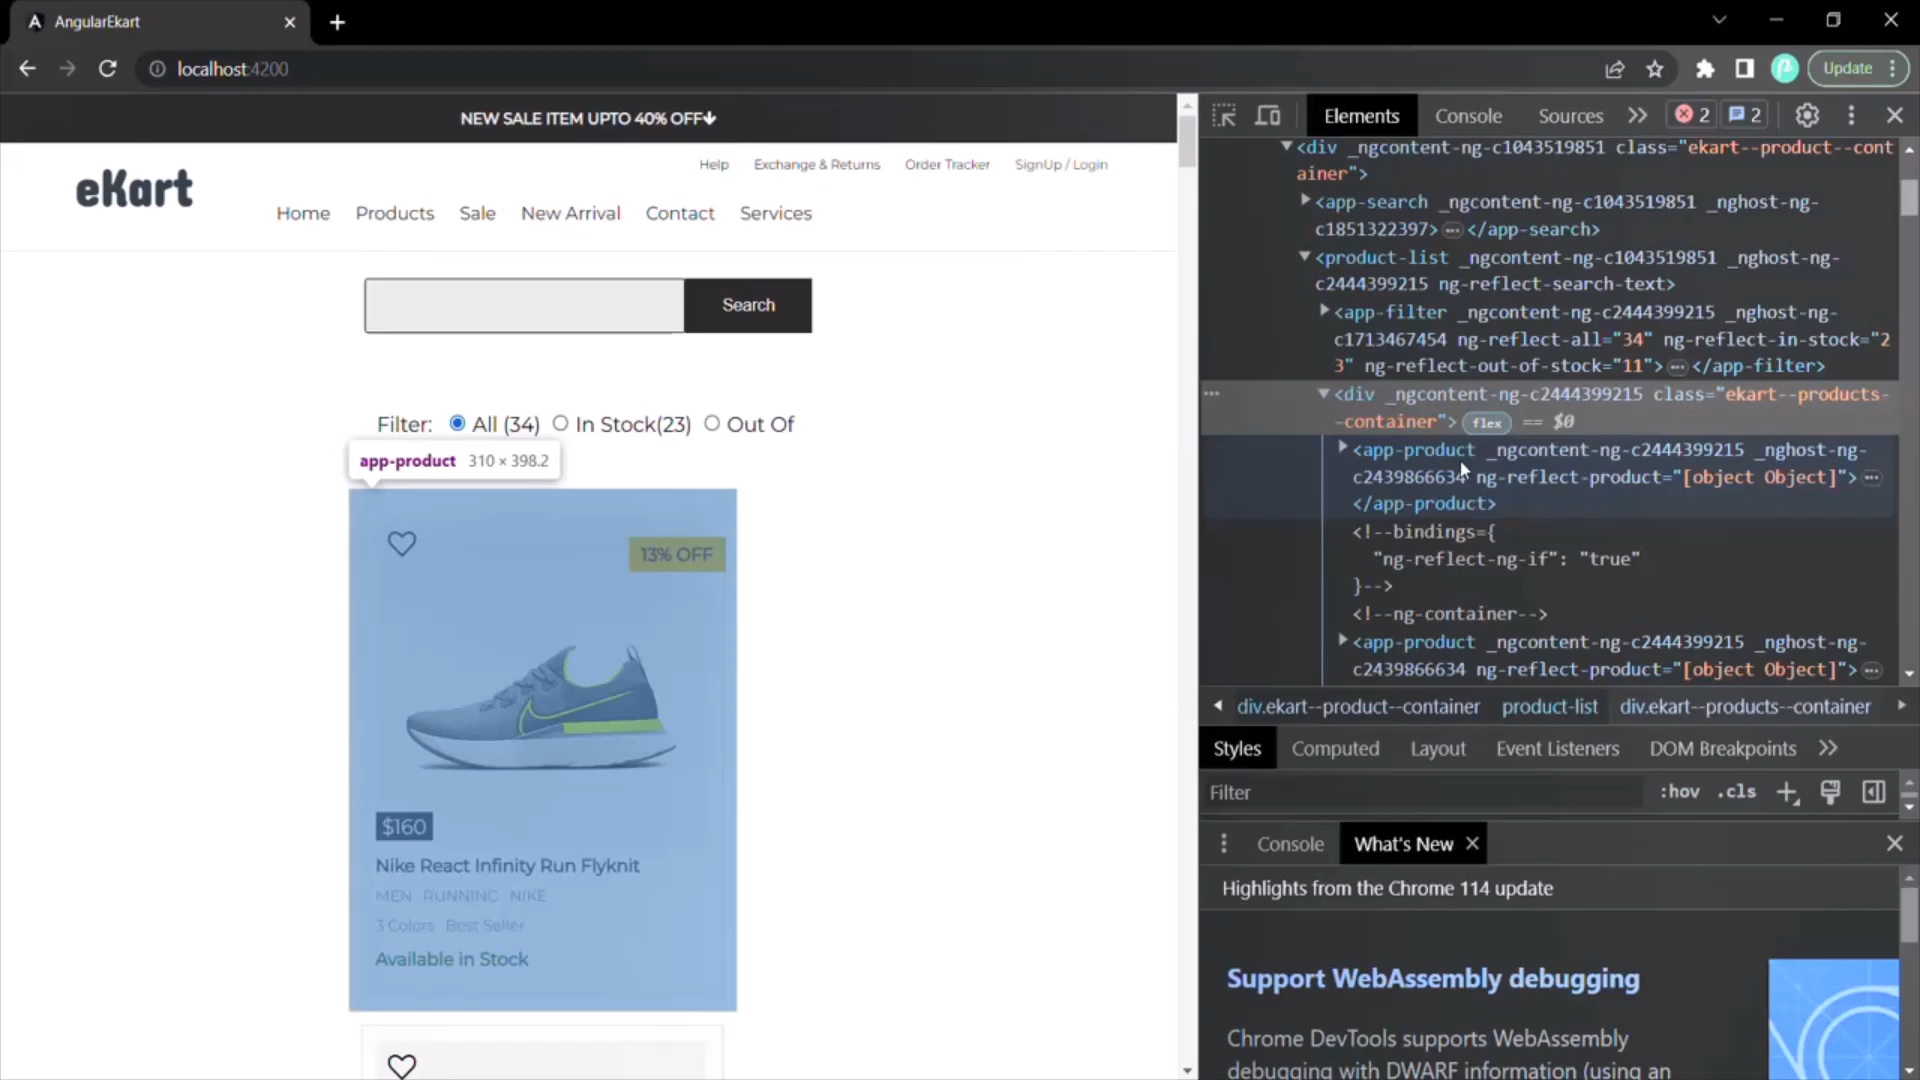 AngularEkart
localhost:4200
Update
NEW SALE ITEM UPTO 40% OFF
Help Exchange & Returns Order Tracker SignUp / Login
eKart
Home Products Sale New Arrival Contact Services
Search
Filter: All (34) In Stock(23) Out Of
app-product 310 × 398.2
13% OFF
$160
Nike React Infinity Run Flyknit
MEN RUNNING NIKE
3 Colors Best Seller
Available in Stock
Elements Console Sources 2 2
<div _ngcontent-ng-c1043519851 class="ekart--product--cont
ainer">
<app-search _ngcontent-ng-c1043519851 _nghost-ng-
c1851322397> </app-search>
<product-list _ngcontent-ng-c1043519851 _nghost-ng-
c2444399215 ng-reflect-search-text>
<app-filter _ngcontent-ng-c2444399215 _nghost-ng-
c1713467454 ng-reflect-all="34" ng-reflect-in-stock="2
3" ng-reflect-out-of-stock="11"> </app-filter>
<div _ngcontent-ng-c2444399215 class="ekart--products-
-container"> flex == $0
<app-product _ngcontent-ng-c2444399215 _nghost-ng-
c2439866634 ng-reflect-product="[object Object]">
</app-product>
<!--bindings={
"ng-reflect-ng-if": "true"
}-->
<!--ng-container-->
<app-product _ngcontent-ng-c2444399215 _nghost-ng-
c2439866634 ng-reflect-product="[object Object]">
div.ekart--product--container product-list div.ekart--products--container
Styles Computed Layout Event Listeners DOM Breakpoints
Filter :hov .cls
Console What's New
Highlights from the Chrome 114 update
Support WebAssembly debugging
Chrome DevTools supports WebAssembly
debugging with DWARF information (using an